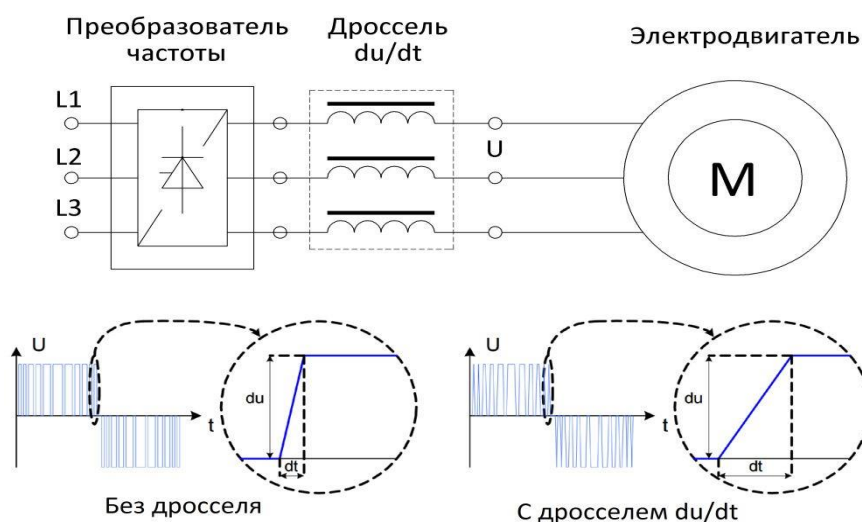 Преобразователь
частоты
Дроссель
du/dt
Электродвигатель
L1
L2
L3
U
M
U
t
du
dt
U
t
du
dt
Без дросселя
С дросселем du/dt